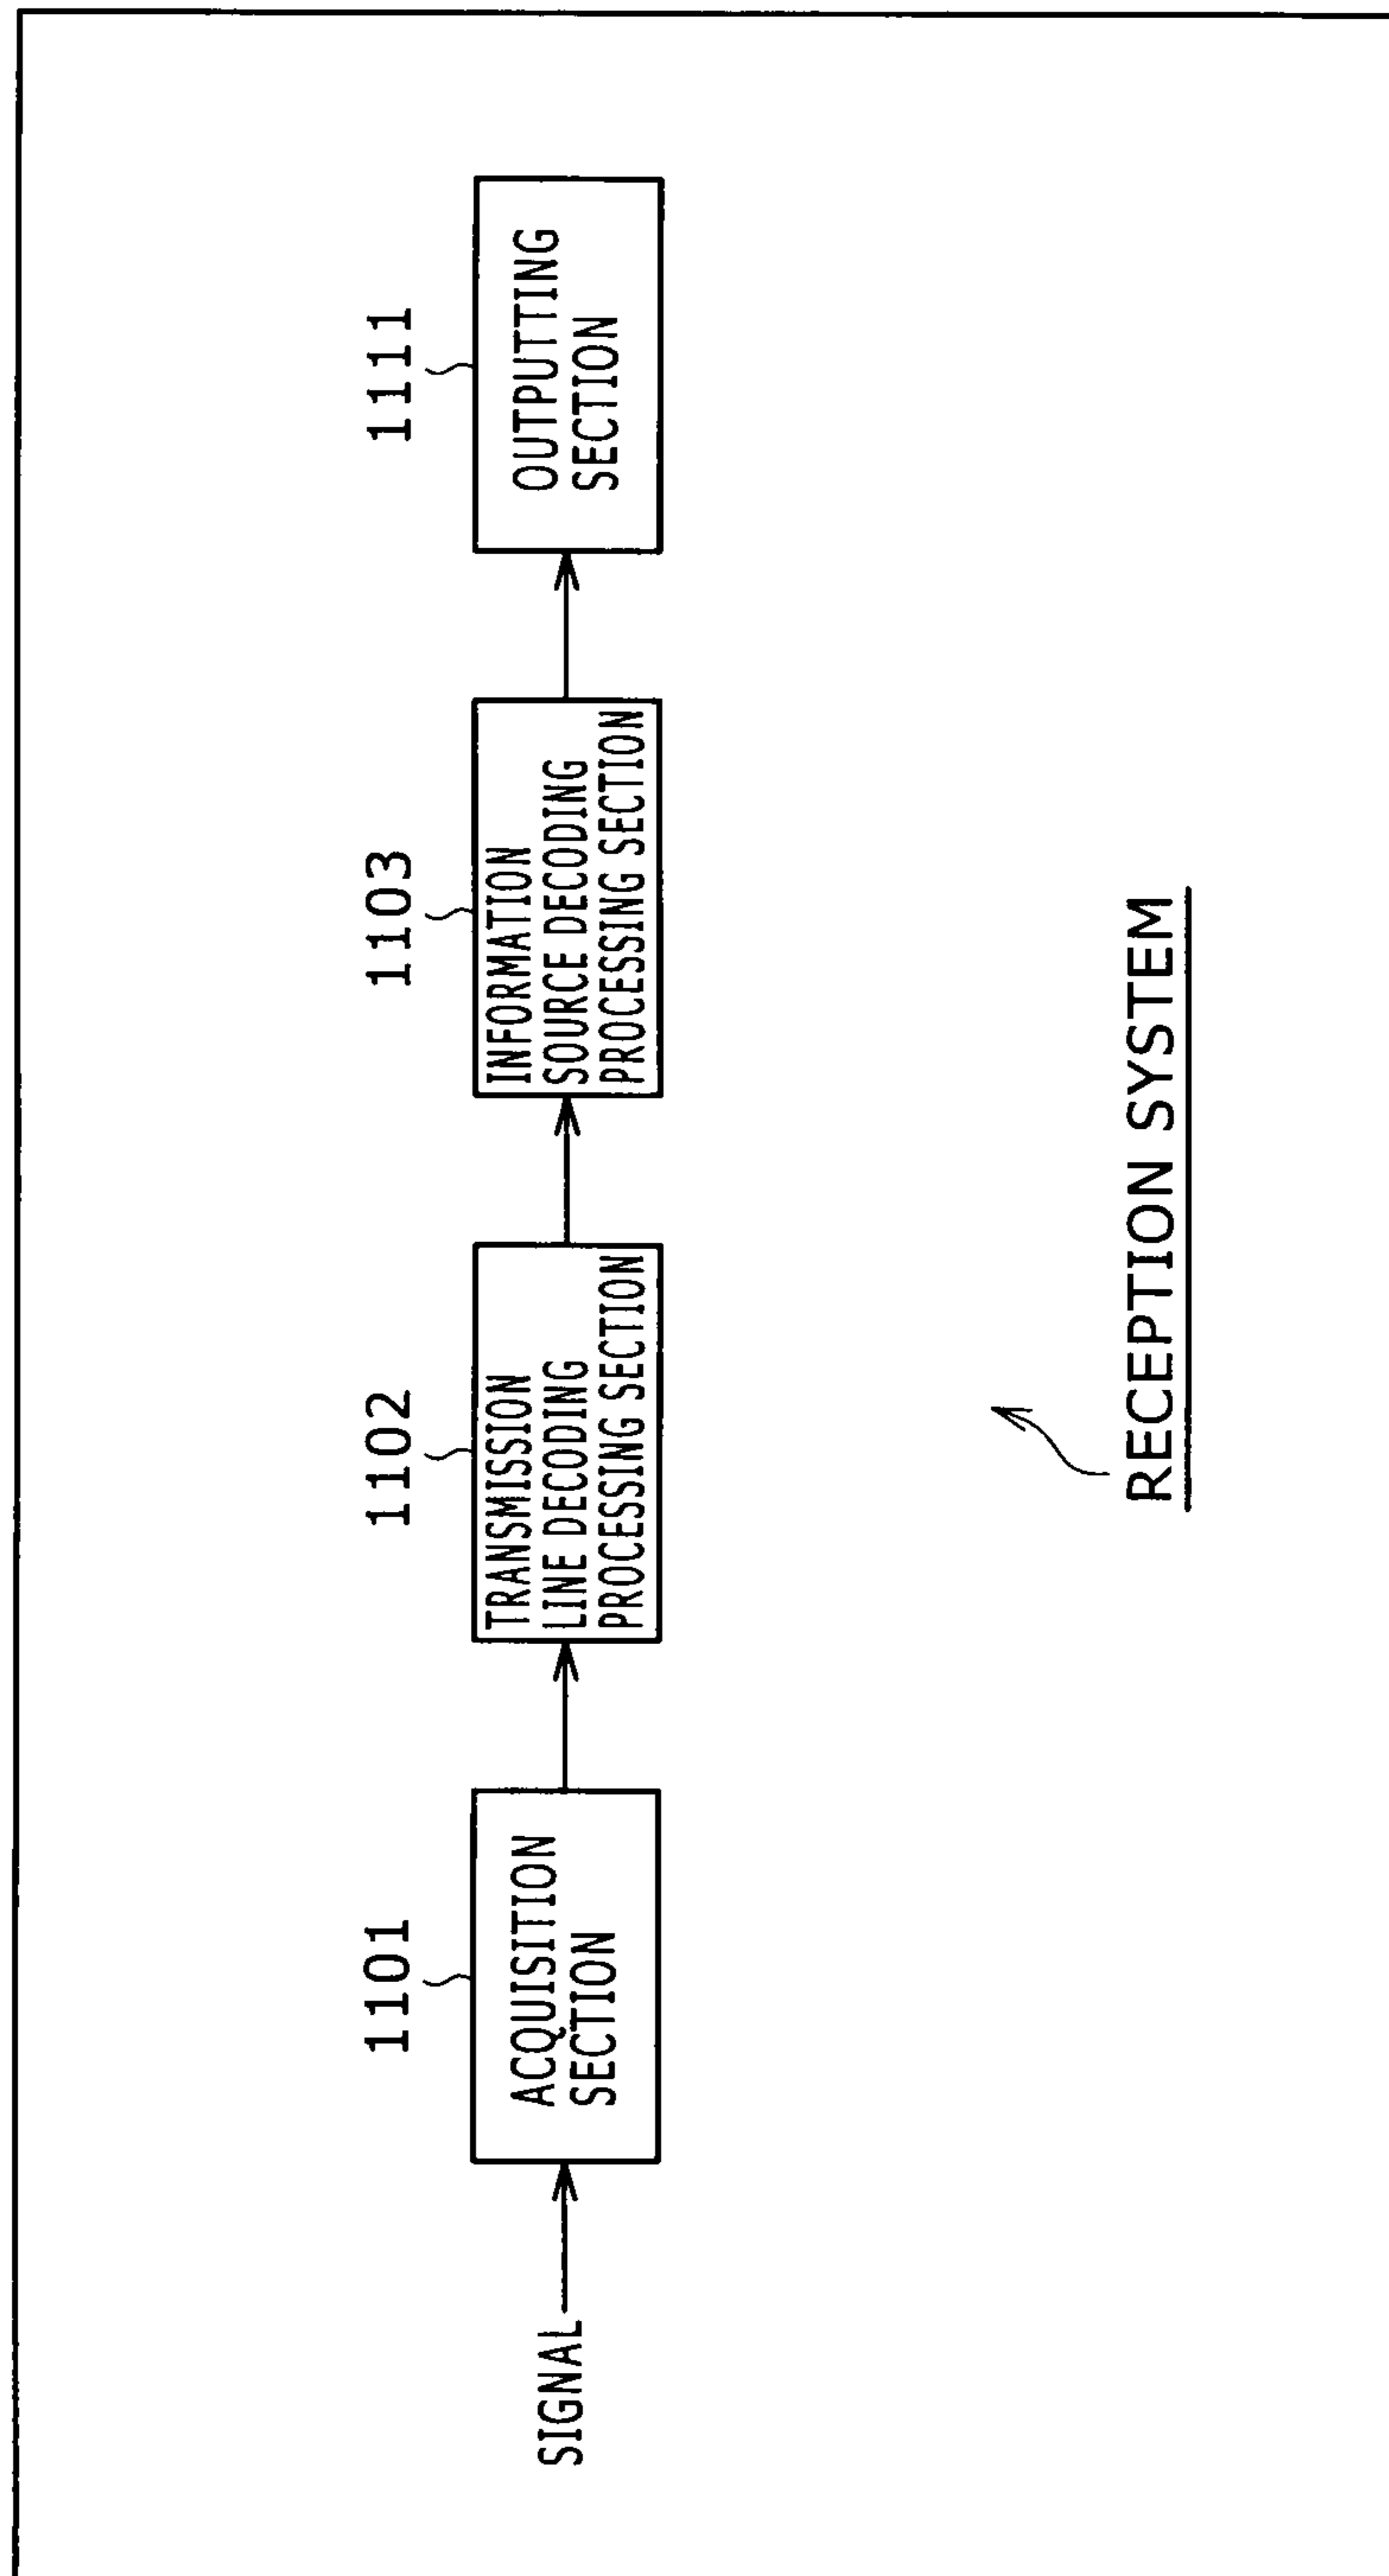 1101
1102
1103
1111
SIGNAL
ACQUISITION
SECTION
TRANSMISSION
LINE DECODING
PROCESSING SECTION
INFORMATION
SOURCE DECODING
PROCESSING SECTION
OUTPUTTING
SECTION
RECEPTION SYSTEM